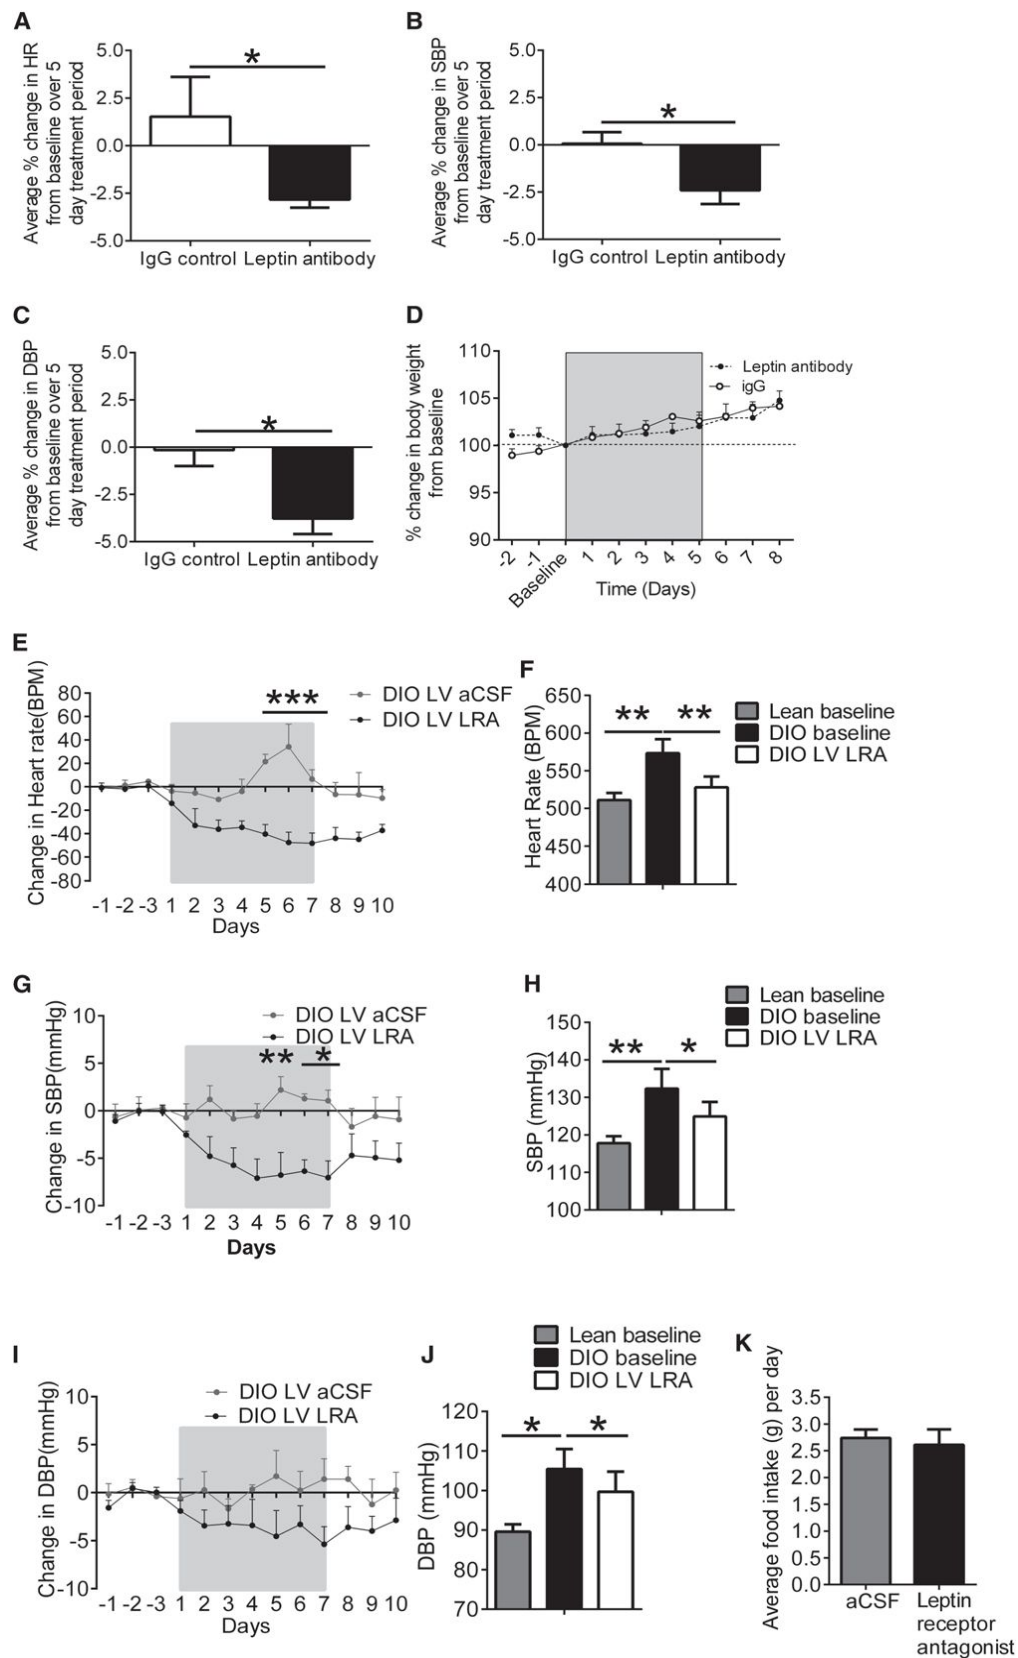 A
Average % change in HR
from baseline over 5
day treatment period
5.0
2.5
0.0
-2.5
-5.0
*
IgG control Leptin antibody
B
Average % change in SBP
from baseline over 5
day treatment period
5.0
2.5
0.0
-2.5
-5.0
*
IgG control Leptin antibody
C
Average % change in DBP
from baseline over 5
day treatment period
5.0
2.5
0.0
-2.5
-5.0
*
IgG control Leptin antibody
D
% change in body weight
from baseline
110
105
100
95
90
Leptin antibody
igG
-2 -1 Baseline 1 2 3 4 5 6 7 8
Time (Days)
E
Change in Heart rate(BPM)
80
60
40
20
0
-20
-40
-60
-80
***
DIO LV aCSF
DIO LV LRA
-1 -2 -3 1 2 3 4 5 6 7 8 9 10
Days
F
Heart Rate (BPM)
650
600
550
500
450
400
** **
Lean baseline
DIO baseline
DIO LV LRA
G
Change in SBP(mmHg)
10
5
0
-5
-10
DIO LV aCSF
DIO LV LRA
** *
-1 -2 -3 1 2 3 4 5 6 7 8 9 10
Days
H
SBP (mmHg)
150
140
130
120
110
100
** *
Lean baseline
DIO baseline
DIO LV LRA
I
Change in DBP(mmHg)
10
5
0
-5
-10
DIO LV aCSF
DIO LV LRA
-1 -2 -3 1 2 3 4 5 6 7 8 9 10
Days
J
Lean baseline
DIO baseline
DIO LV LRA
DBP (mmHg)
120
110
100
90
80
70
* *
K
Average food intake (g) per day
3.5
3.0
2.5
2.0
1.5
1.0
0.5
0.0
aCSF
Leptin
receptor
antagonist